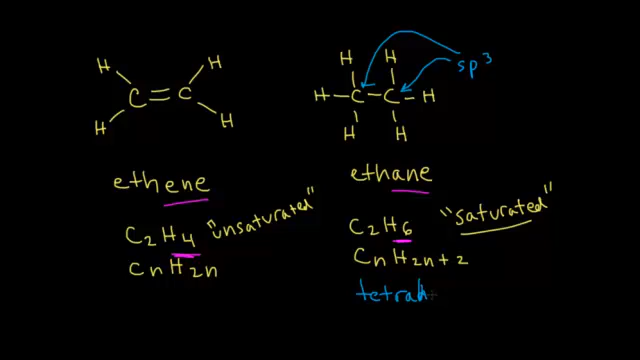 H H H H sp³
C = C H — C — C — H
H H H H
ethene ethane
C₂H₄ "unsaturated" C₂H₆ "saturated"
CnH2n CnH2n+2
tetrah